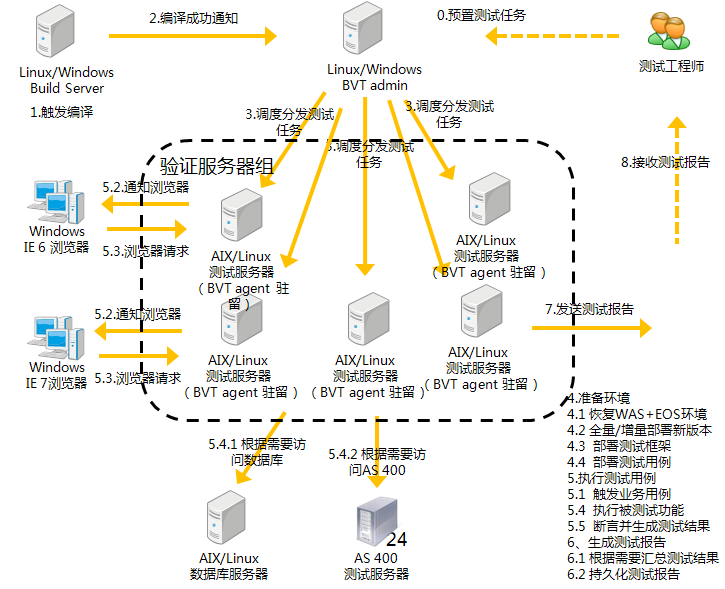 2.编译成功通知
0.预置测试任务
Linux/Windows
Build Server
1.触发编译
Linux/Windows
BVT admin
测试工程师
3.调度分发测试
任务
3.调度分发测试
任务
3.调度分发测试
任务
验证服务器组
8.接收测试报告
5.2.通知浏览器
Windows
IE 6 浏览器
5.3.浏览器请求
AIX/Linux
测试服务器
（BVT agent 驻
留）
AIX/Linux
测试服务器
（BVT agent 驻留）
5.2.通知浏览器
Windows
IE 7浏览器
5.3.浏览器请求
7.发送测试报告
AIX/Linux
测试服务器
（BVT agent 驻留）
AIX/Linux
测试服务器
（BVT agent 驻留）
AIX/Linux
测试服务器
（BVT agent 驻留）
5.4.1 根据需要访
问数据库
5.4.2 根据需要访
问AS 400
AIX/Linux
数据库服务器
24
AS 400
测试服务器
4.准备环境
4.1 恢复WAS+EOS环境
4.2 全量/增量部署新版本
4.3 部署测试框架
4.4 部署测试用例
5.执行测试用例
5.1 触发业务用例
5.4 执行被测试功能
5.5 断言并生成测试结果
6、生成测试报告
6.1 根据需要汇总测试结果
6.2 持久化测试报告